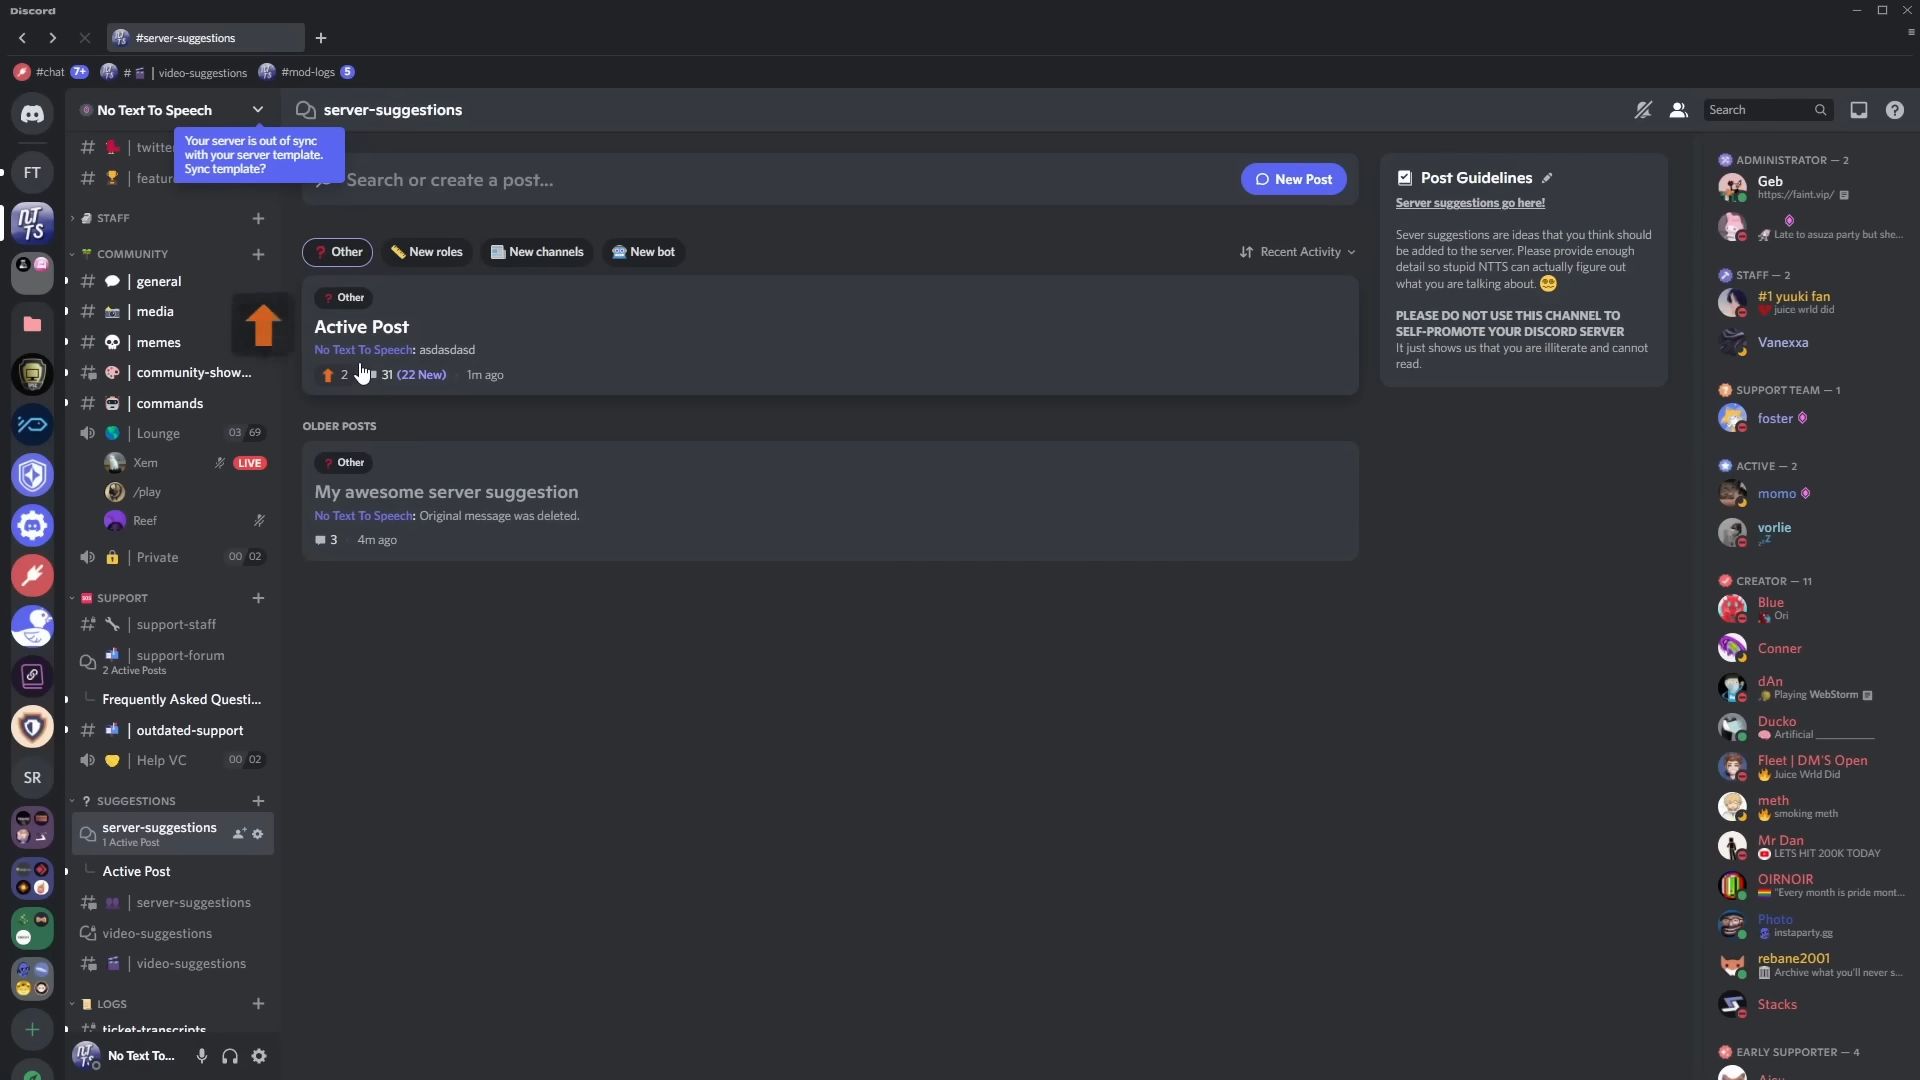 Discord
#server-suggestions
#chat 7+
# | video-suggestions
#mod-logs 5
No Text To Speech
server-suggestions
Search
Your server is out of sync
with your server template.
Sync template?
| twitte
| featur
STAFF
COMMUNITY
# | general
# | media
# | memes
# | community-show...
# | commands
| Lounge 03 69
Xem LIVE
/play
Reef
| Private 00 02
SUPPORT
SOS
| support-staff
| support-forum
2 Active Posts
Frequently Asked Questi...
# | outdated-support
| Help VC 00 02
? SUGGESTIONS
server-suggestions
1 Active Post
Active Post
| server-suggestions
video-suggestions
| video-suggestions
LOGS
ticket-transcripts
No Text To...
FT
NTTS
SR
Search or create a post...
New Post
? Other
New roles
New channels
New bot
Recent Activity
? Other
Active Post
No Text To Speech: asdasdasd
2 31 (22 New) 1m ago
OLDER POSTS
? Other
My awesome server suggestion
No Text To Speech: Original message was deleted.
3 · 4m ago
Post Guidelines
Server suggestions go here!
Sever suggestions are ideas that you think should
be added to the server. Please provide enough
detail so stupid NTTS can actually figure out
what you are talking about.
PLEASE DO NOT USE THIS CHANNEL TO
SELF-PROMOTE YOUR DISCORD SERVER
It just shows us that you are illiterate and cannot
read.
ADMINISTRATOR — 2
Geb
https://faint.vip/
Late to asuza party but she...
STAFF — 2
#1 yuuki fan
juice wrld did
Vanexxa
SUPPORT TEAM — 1
foster
ACTIVE — 2
momo
vorlie
zzZ
CREATOR — 11
Blue
Ori
Conner
dAn
Playing WebStorm
Ducko
Artificial ____________
Fleet | DM'S Open
Juice Wrld Did
meth
smoking meth
Mr Dan
LETS HIT 200K TODAY
OIRNOIR
"Every month is pride mont...
Photo
instaparty.gg
rebane2001
Archive what you'll never s...
Stacks
EARLY SUPPORTER — 4